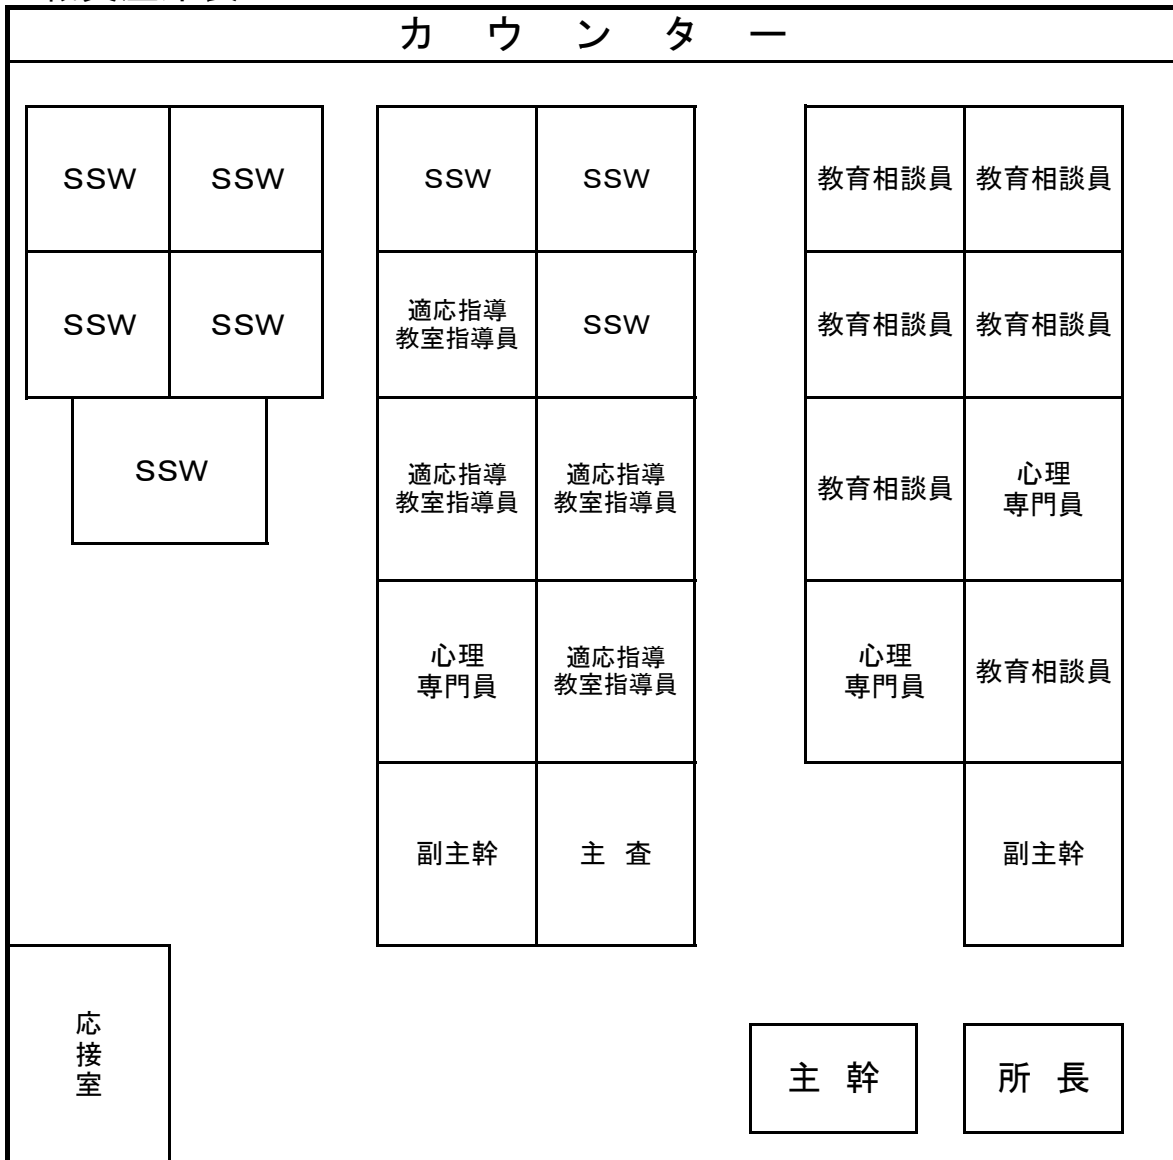 カ ウ ン タ ー
SSW SSW SSW SSW 教育相談員 教育相談員
SSW SSW 適応指導
教室指導員 SSW 教育相談員 教育相談員
SSW 適応指導
教室指導員 適応指導
教室指導員 教育相談員 心理
専門員
心理
専門員 適応指導
教室指導員 心理
専門員 教育相談員
副主幹 主 査 副主幹
応接室
主 幹 所 長